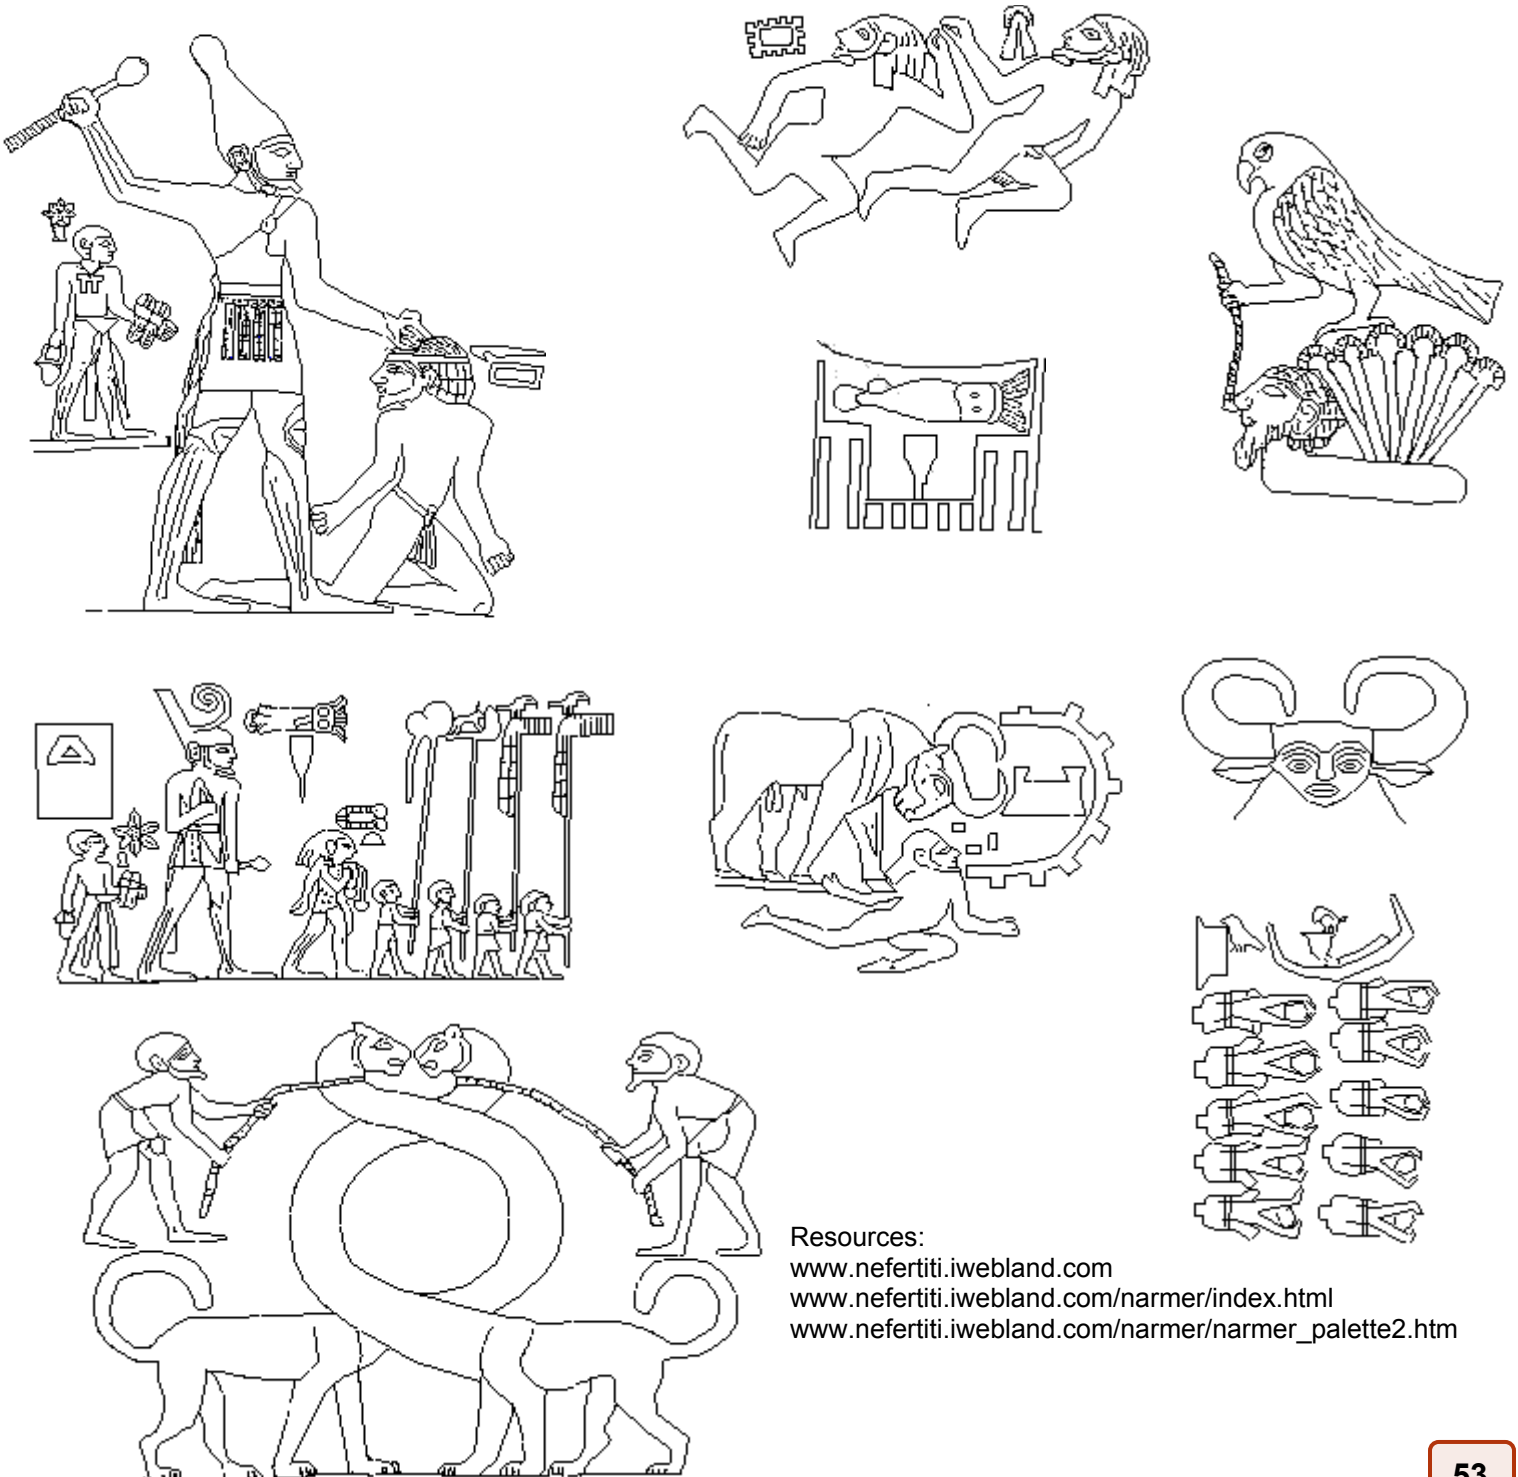 Resources:
www.nefertiti.iwebland.com
www.nefertiti.iwebland.com/narmer/index.html
www.nefertiti.iwebland.com/narmer/narmer_palette2.htm
53